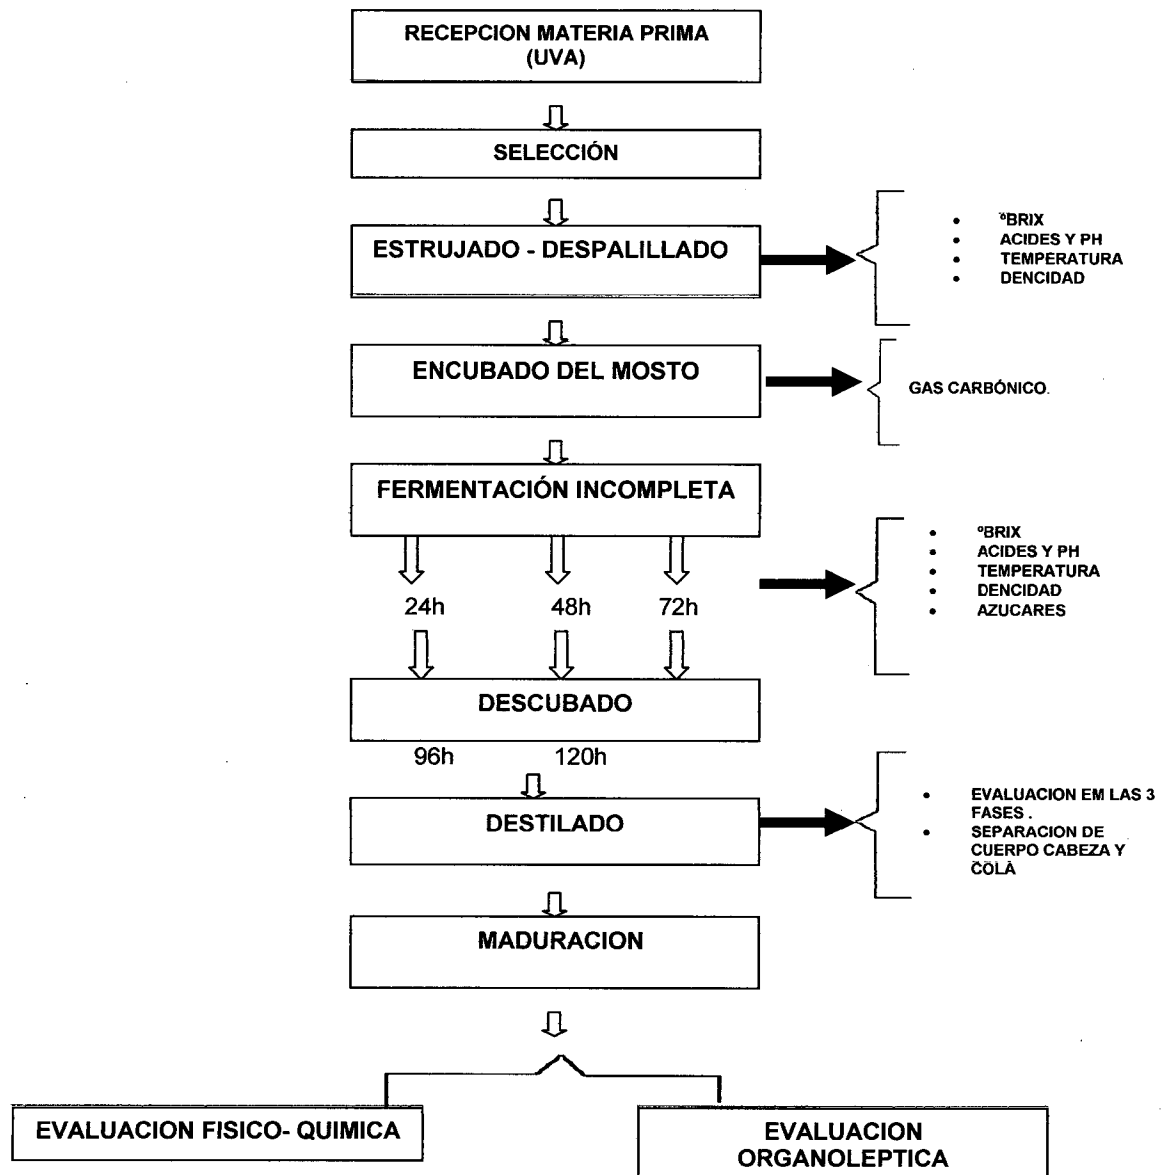 RECEPCION MATERIA PRIMA
(UVA)
SELECCIÓN
ESTRUJADO - DESPALILLADO
• ºBRIX
• ACIDES Y PH
• TEMPERATURA
• DENCIDAD
ENCUBADO DEL MOSTO
GAS CARBÓNICO.
FERMENTACIÓN INCOMPLETA
24h 48h 72h
• ºBRIX
• ACIDES Y PH
• TEMPERATURA
• DENCIDAD
• AZUCARES
DESCUBADO
96h 120h
DESTILADO
• EVALUACION EM LAS 3
FASES .
• SEPARACION DE
CUERPO CABEZA Y
COLA
MADURACION
EVALUACION FISICO- QUIMICA
EVALUACION
ORGANOLEPTICA